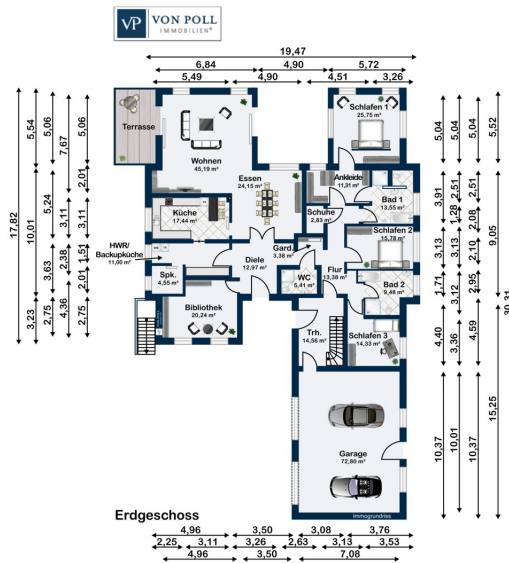 VP VON POLL
IMMOBILIEN®
19,47
6,84 4,90 5,72
5,49 4,90 4,51 3,26
17,82
5,54 10,01 3,23
5,06 5,24 3,63 2,75
7,67 3,11 2,38 4,36
5,06 2,01 3,11 1,51 2,01 2,75
Terrasse
Wohnen
45,19 m²
Schlafen 1
25,75 m²
Essen
24,15 m²
Ankleide
11,31 m²
Bad 1
13,55 m²
Schuhe
2,83 m²
Küche
17,44 m²
Schlafen 2
15,78 m²
HWR/
Backupküche
11,00 m²
Gard.
3,38 m²
Diele
12,97 m²
Flur
13,38 m²
WC
5,41 m²
Spk.
4,55 m²
Bad 2
9,48 m²
Bibliothek
20,24 m²
Trh.
14,56 m²
Schlafen 3
14,33 m²
Garage
72,80 m²
Immogrundriss
5,04 3,91 3,13 1,71 4,40 10,37
5,04 2,51 1,28 3,13 3,12 3,36 10,01
5,04 2,51 2,08 2,10 2,95 4,59 10,37
5,52 9,05 15,25
30,31
Erdgeschoss
4,96 3,50 3,08 3,76
2,25 3,11 3,26 2,63 3,13 3,53
4,96 3,50 7,08